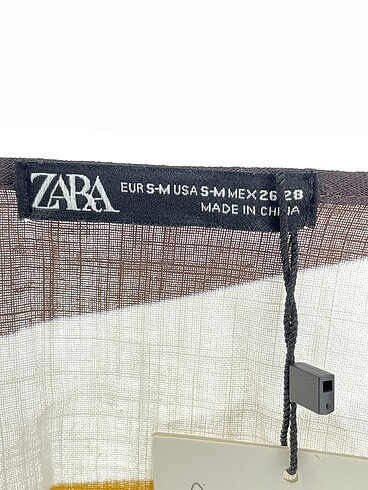 ZARA
EUR S-M USA S-M MEX 26-28
MADE IN CHINA